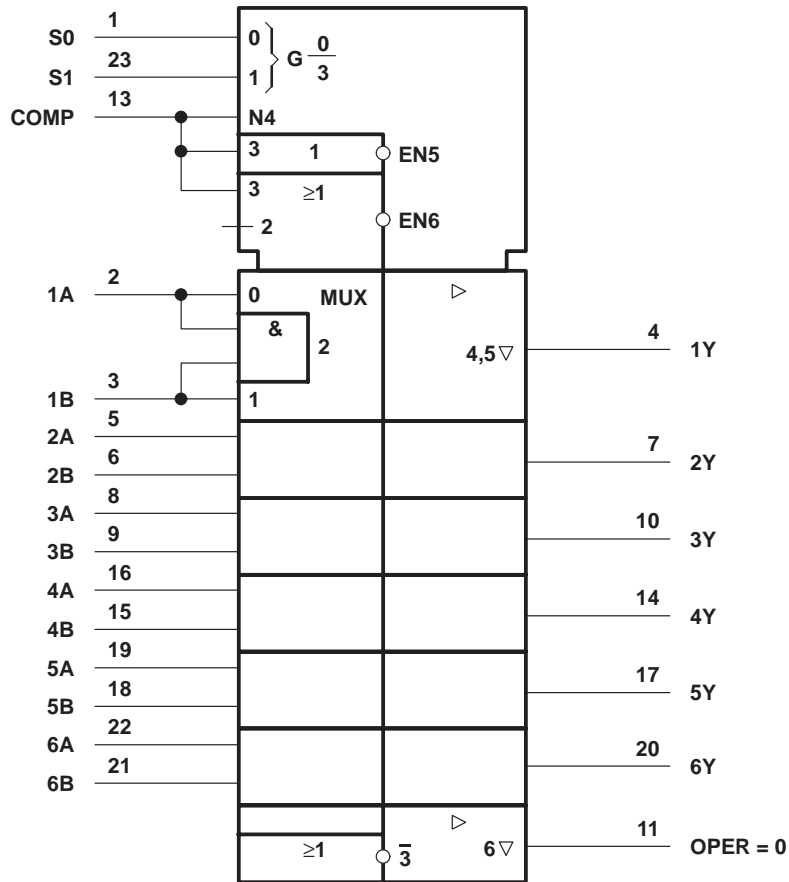 S0 1 0
S1 23 1
G 0/3
COMP 13 N4
3 1 EN5
3 ≥1
2 EN6
1A 2 0 MUX ▷
& 2
4,5 ▽ 4 1Y
1B 3 1
2A 5
2B 6
7 2Y
3A 8
3B 9
10 3Y
4A 16
4B 15
14 4Y
5A 19
5B 18
17 5Y
6A 22
6B 21
20 6Y
▷
≥1 3̅ 6 ▽ 11 OPER = 0